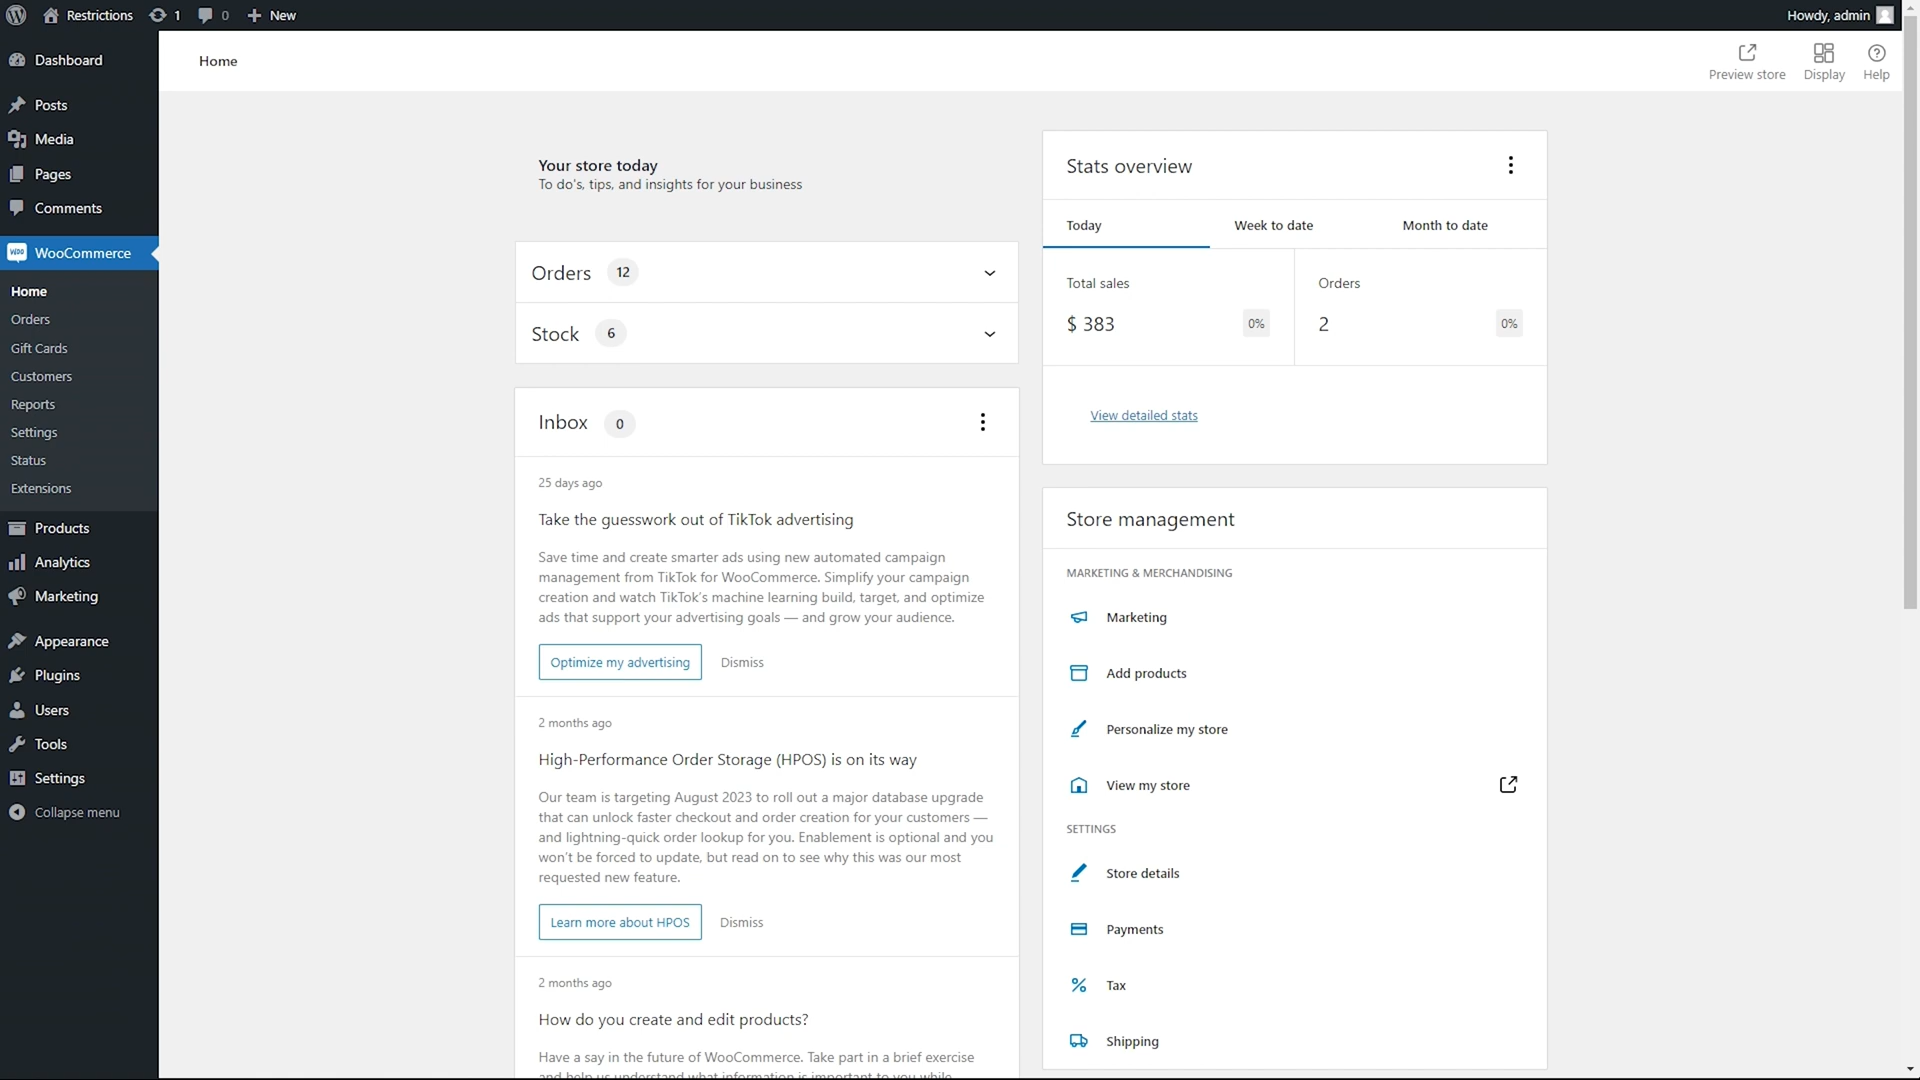 Restrictions
1
0
New
Howdy, admin
Dashboard
Posts
Media
Pages
Comments
WooCommerce
Home
Orders
Gift Cards
Customers
Reports
Settings
Status
Extensions
Products
Analytics
Marketing
Appearance
Plugins
Users
Tools
Settings
Collapse menu
Home
Preview store
Display
Help
Your store today
To do's, tips, and insights for your business
Orders 12
Stock 6
Inbox 0
25 days ago
Take the guesswork out of TikTok advertising
Save time and create smarter ads using new automated campaign
management from TikTok for WooCommerce. Simplify your campaign
creation and watch TikTok's machine learning build, target, and optimize
ads that support your advertising goals — and grow your audience.
Optimize my advertising
Dismiss
2 months ago
High-Performance Order Storage (HPOS) is on its way
Our team is targeting August 2023 to roll out a major database upgrade
that can unlock faster checkout and order creation for your customers —
and lightning-quick order lookup for you. Enablement is optional and you
won't be forced to update, but read on to see why this was our most
requested new feature.
Learn more about HPOS
Dismiss
2 months ago
How do you create and edit products?
Have a say in the future of WooCommerce. Take part in a brief exercise
and help us understand what information is important to you while
Stats overview
Today
Week to date
Month to date
Total sales
$ 383
0%
Orders
2
0%
View detailed stats
Store management
MARKETING & MERCHANDISING
Marketing
Add products
Personalize my store
View my store
SETTINGS
Store details
Payments
Tax
Shipping